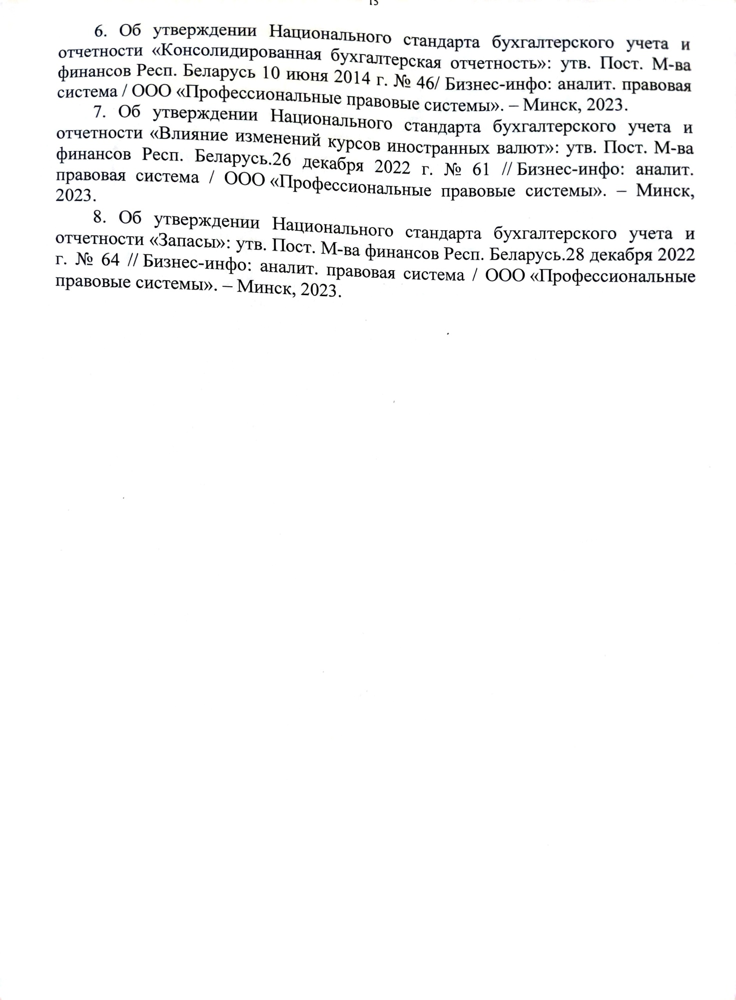 15
6. Об утверждении Национального стандарта бухгалтерского учета и
отчетности «Консолидированная бухгалтерская отчетность»: утв. Пост. М-ва
финансов Респ. Беларусь 10 июня 2014 г. № 46/ Бизнес-инфо: аналит. правовая
система / ООО «Профессиональные правовые системы». – Минск, 2023.
7. Об утверждении Национального стандарта бухгалтерского учета и
отчетности «Влияние изменений курсов иностранных валют»: утв. Пост. М-ва
финансов Респ. Беларусь.26 декабря 2022 г. № 61 // Бизнес-инфо: аналит.
правовая система / ООО «Профессиональные правовые системы». – Минск,
2023.
8. Об утверждении Национального стандарта бухгалтерского учета и
отчетности «Запасы»: утв. Пост. М-ва финансов Респ. Беларусь.28 декабря 2022
г. № 64 // Бизнес-инфо: аналит. правовая система / ООО «Профессиональные
правовые системы». – Минск, 2023.